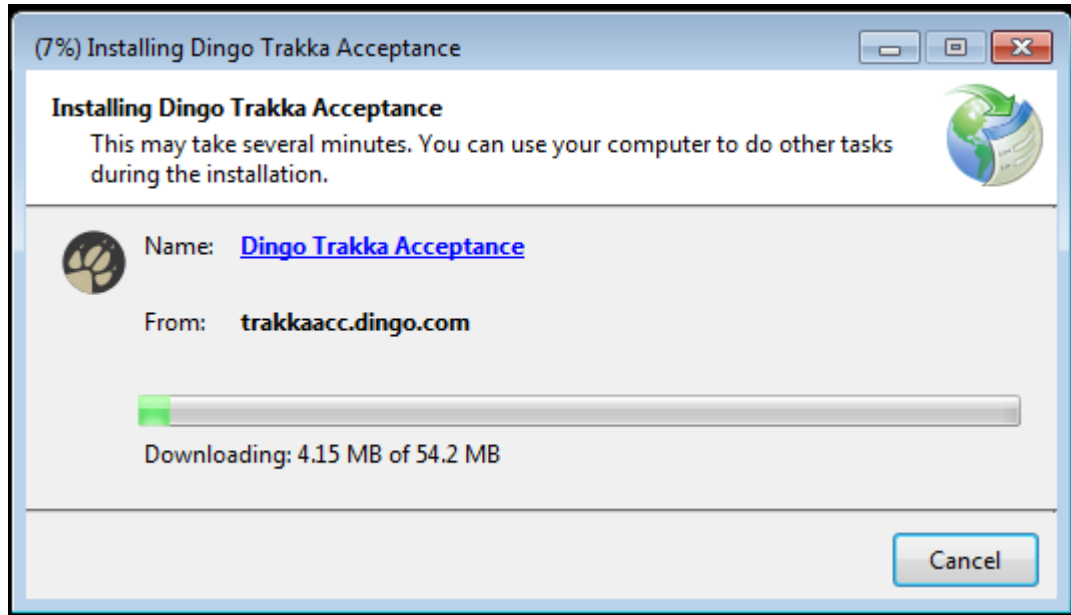 (7%) Installing Dingo Trakka Acceptance
Installing Dingo Trakka Acceptance
This may take several minutes. You can use your computer to do other tasks
during the installation.
Name: Dingo Trakka Acceptance
From: trakkaacc.dingo.com
Downloading: 4.15 MB of 54.2 MB
Cancel